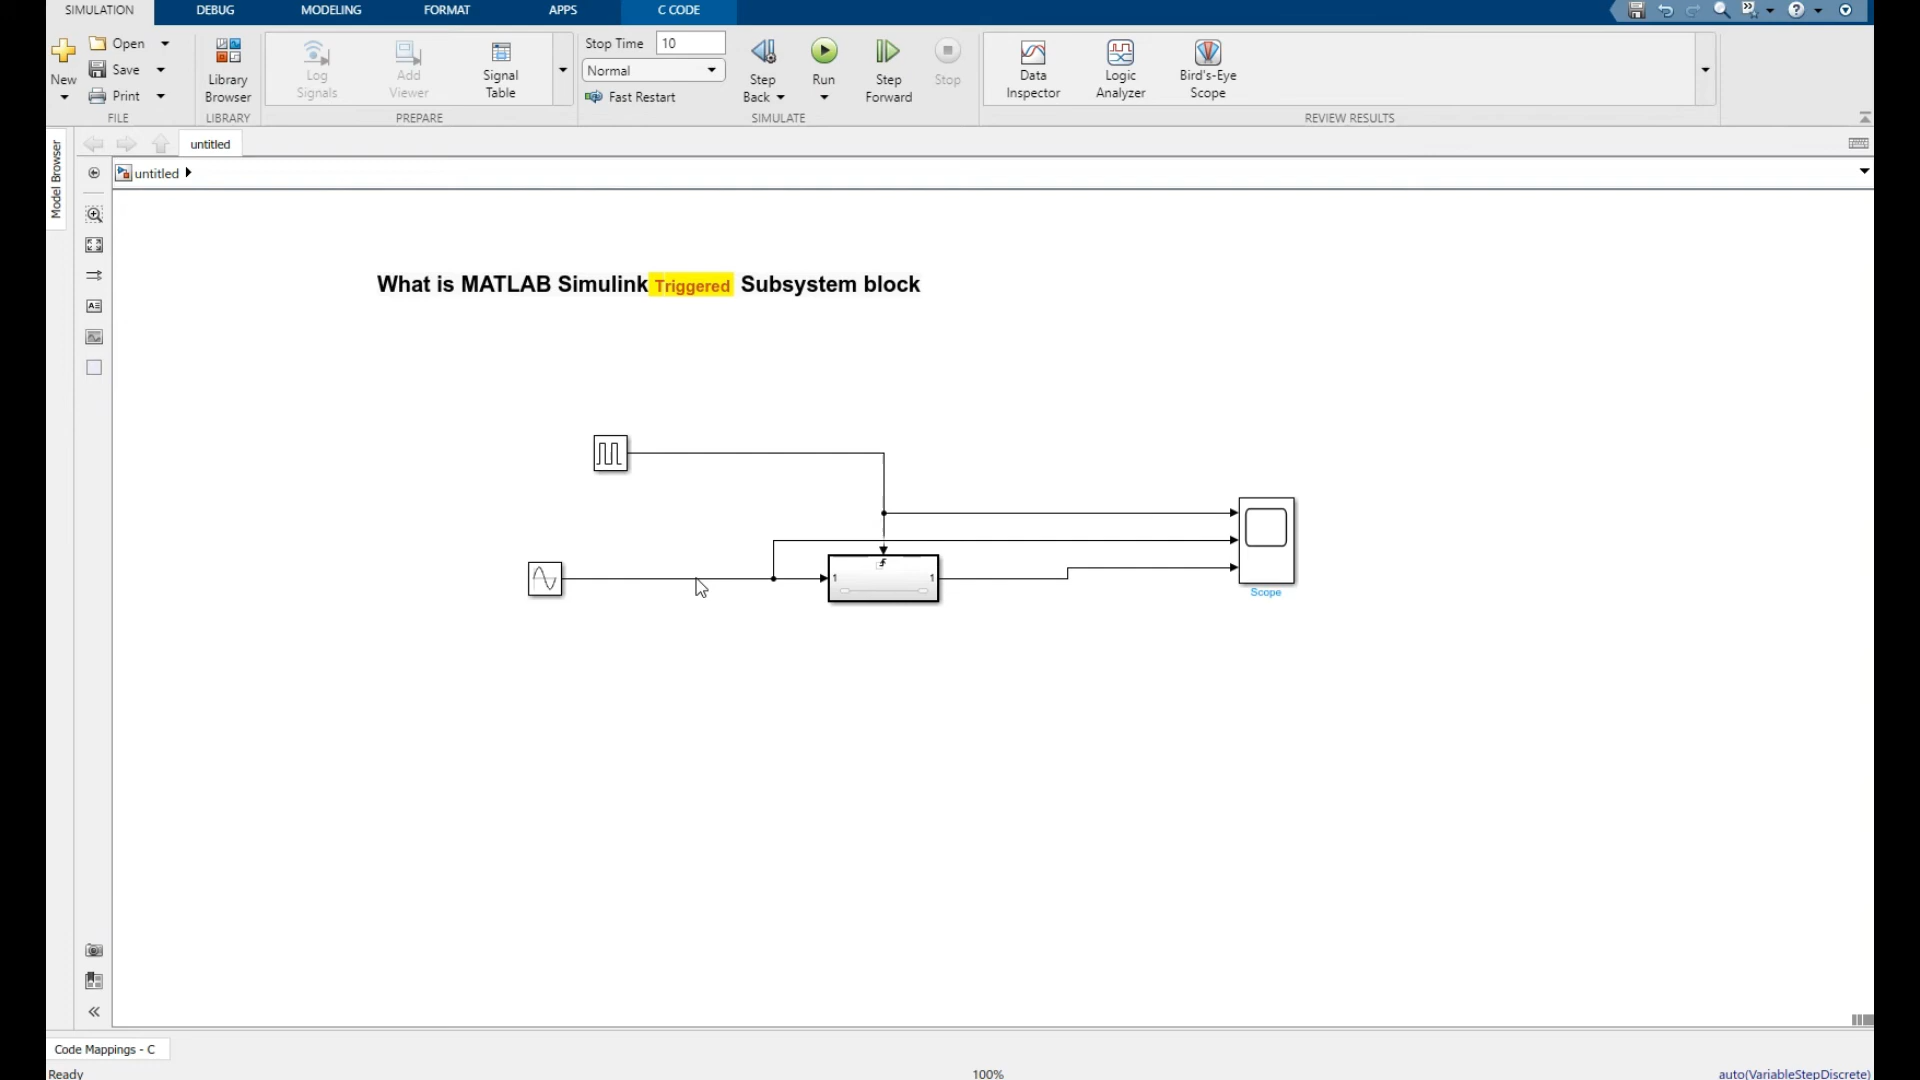 SIMULATION DEBUG MODELING FORMAT APPS C CODE
New
Open
Save
Print
FILE
Library
Browser
LIBRARY
Log
Signals
Add
Viewer
Signal
Table
PREPARE
Stop Time 10
Normal
Fast Restart
Step
Back
Run
Step
Forward
Stop
SIMULATE
Data
Inspector
Logic
Analyzer
Bird's-Eye
Scope
REVIEW RESULTS
Model Browser
untitled
untitled
What is MATLAB Simulink Triggered Subsystem block
1 1
Scope
Code Mappings - C
Ready 100% auto(VariableStepDiscrete)